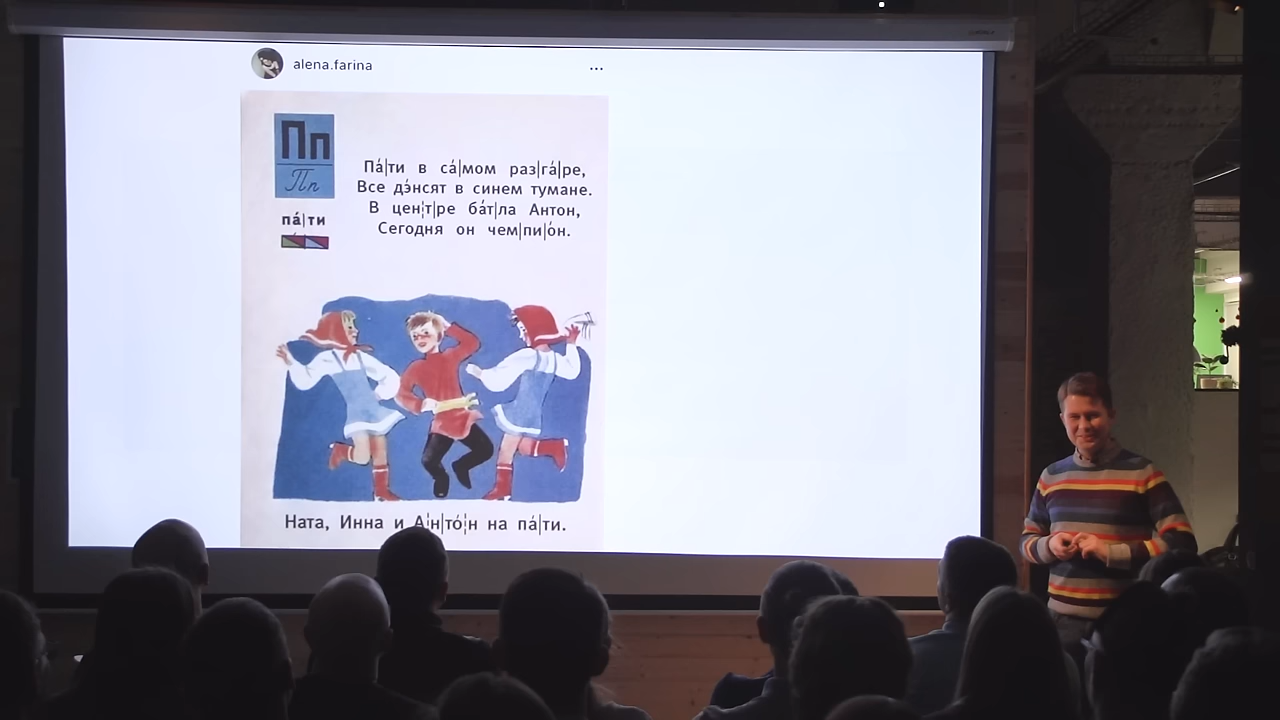 alena.farina
...
Пп
Пп
па́|ти
Па́|ти в са́|мом раз|га́|ре,
Все дэ́нсят в синем тумане.
В цен¦т|ре ба́т|ла Антон,
Сегодня он чем|пи|о́н.
Ната, Инна и А¦н|то́¦н на па́|ти.